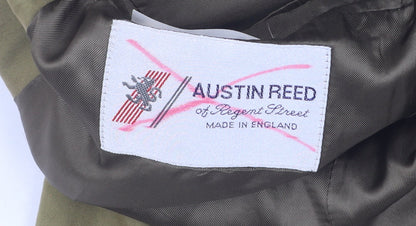 AUSTIN REED
of Regent Street
MADE IN ENGLAND